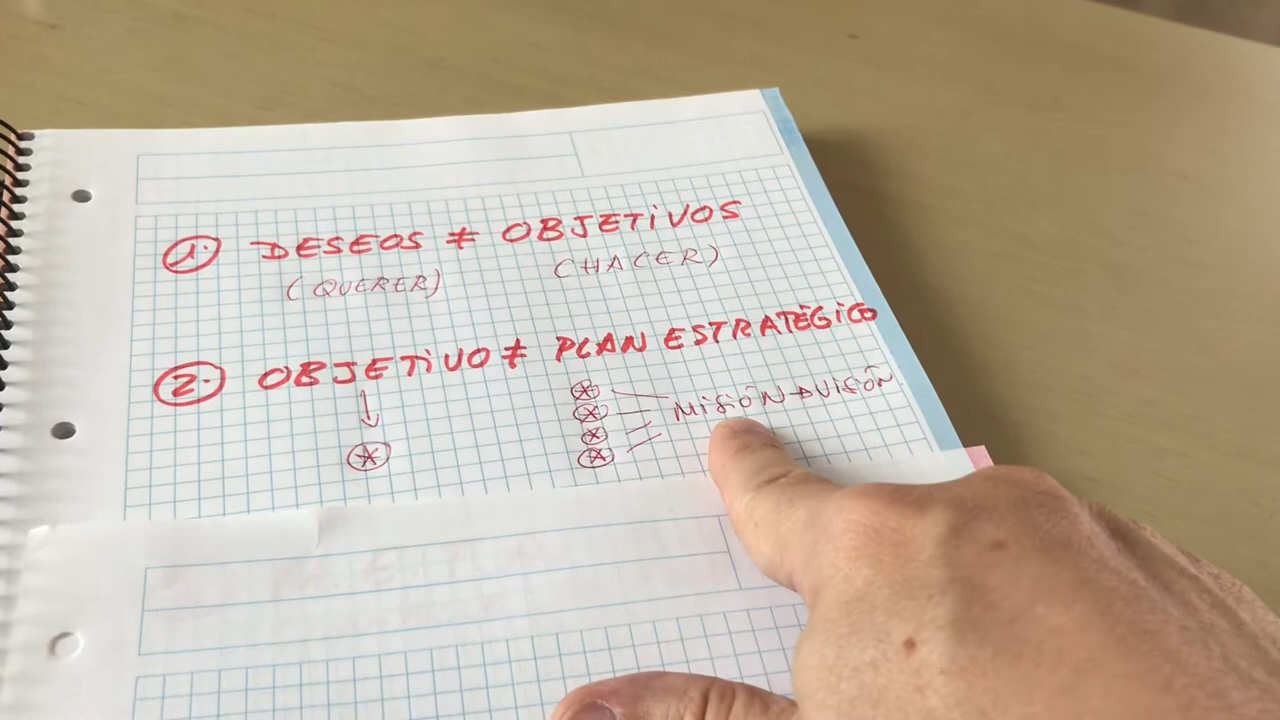 1. DESEOS ≠ OBJETIVOS
(QUERER) (HACER)
2. OBJETIVO ≠ PLAN ESTRATÉGICO
MISIÓN → VISIÓN